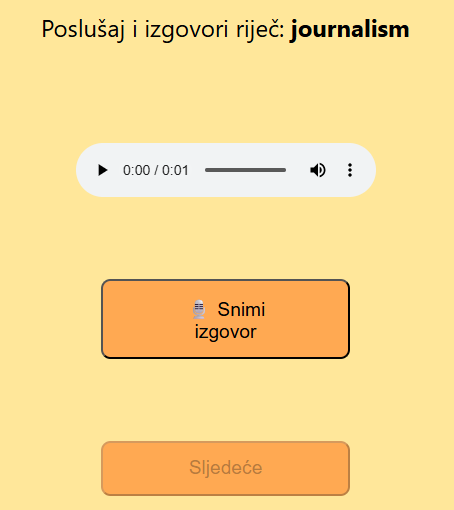 Poslušaj i izgovori riječ: journalism
0:00 / 0:01
Snimi
izgovor
Sljedeće